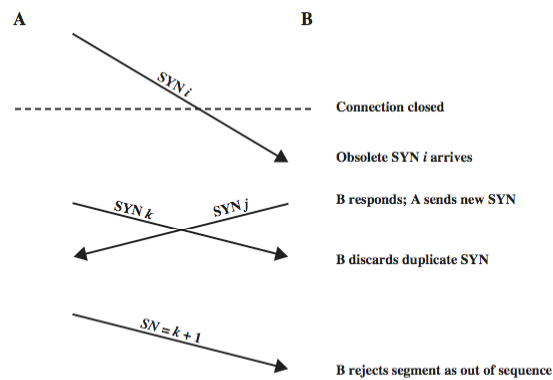 A
B
SYN i
Connection closed
Obsolete SYN i arrives
SYN k
SYN j
B responds; A sends new SYN
B discards duplicate SYN
SN = k + 1
B rejects segment as out of sequence